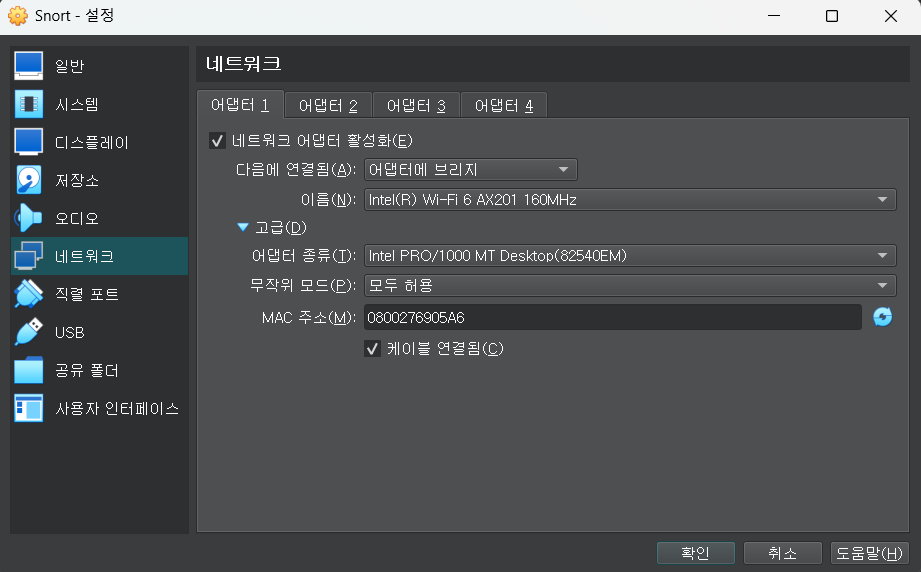 Snort - 설정
일반
시스템
디스플레이
저장소
오디오
네트워크
직렬 포트
USB
공유 폴더
사용자 인터페이스
네트워크
어댑터 1 어댑터 2 어댑터 3 어댑터 4
네트워크 어댑터 활성화(E)
다음에 연결됨(A): 어댑터에 브리지
이름(N): Intel(R) Wi-Fi 6 AX201 160MHz
고급(D)
어댑터 종류(T): Intel PRO/1000 MT Desktop(82540EM)
무작위 모드(P): 모두 허용
MAC 주소(M): 0800276905A6
케이블 연결됨(C)
확인 취소 도움말(H)